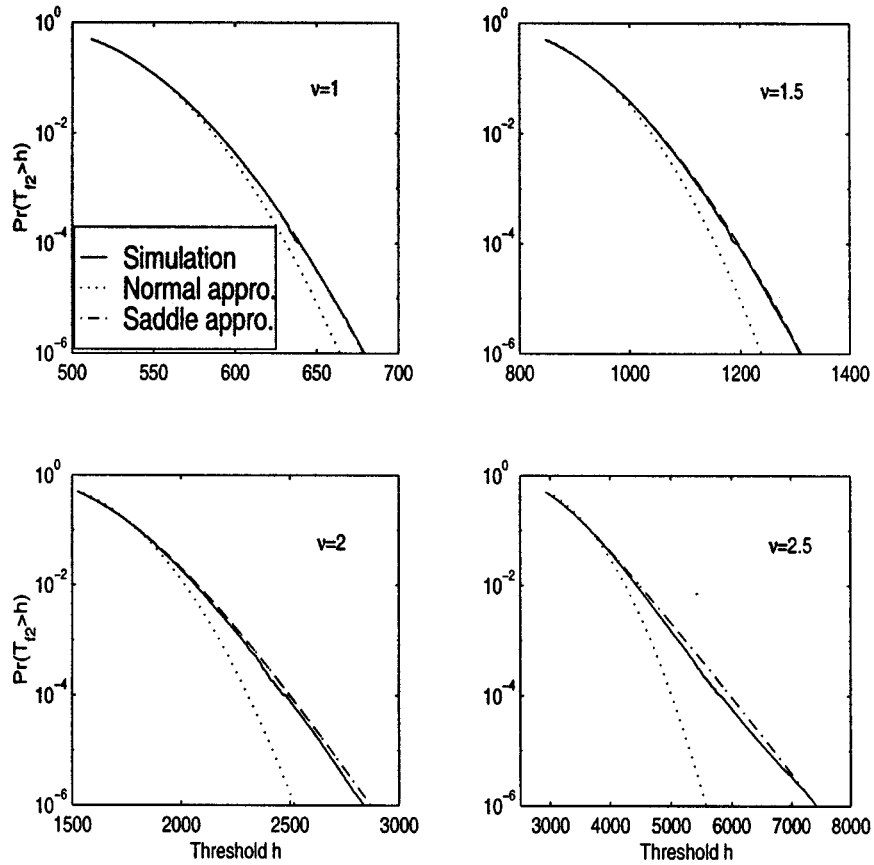 10^0
10^-2
10^-4
10^-6
Pr(T_f2>h)
ν=1
Simulation
Normal appro.
Saddle appro.
500 550 600 650 700
10^0
10^-2
10^-4
10^-6
ν=1.5
800 1000 1200 1400
10^0
10^-2
10^-4
10^-6
Pr(T_f2>h)
ν=2
1500 2000 2500 3000
Threshold h
10^0
10^-2
10^-4
10^-6
ν=2.5
3000 4000 5000 6000 7000 8000
Threshold h